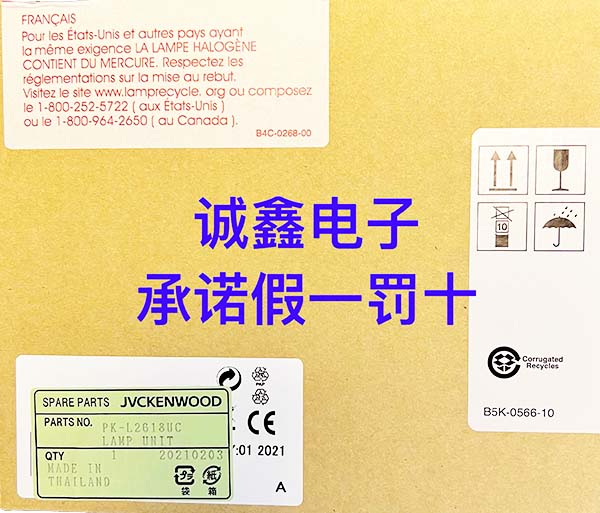 FRANÇAIS
Pour les États-Unis et autres pays ayant
la même exigence LA LAMPE HALOGÈNE
CONTIENT DU MERCURE. Respectez les
réglementations sur la mise au rebut.
Visitez le site www.lamprecycle. org ou composez
le 1-800-252-5722 ( aux États-Unis )
ou le 1-800-964-2650 ( au Canada ).
B4C-0268-00
10
诚鑫电子
承诺假一罚十
Corrugated
Recycles
B5K-0566-10
PAP
SPARE PARTS JVCKENWOOD
PARTS NO. PK-L2618UC
LAMP UNIT
QTY 1 20210203
MADE IN
THAILAND
袋 箱
CE
:01 2021
A